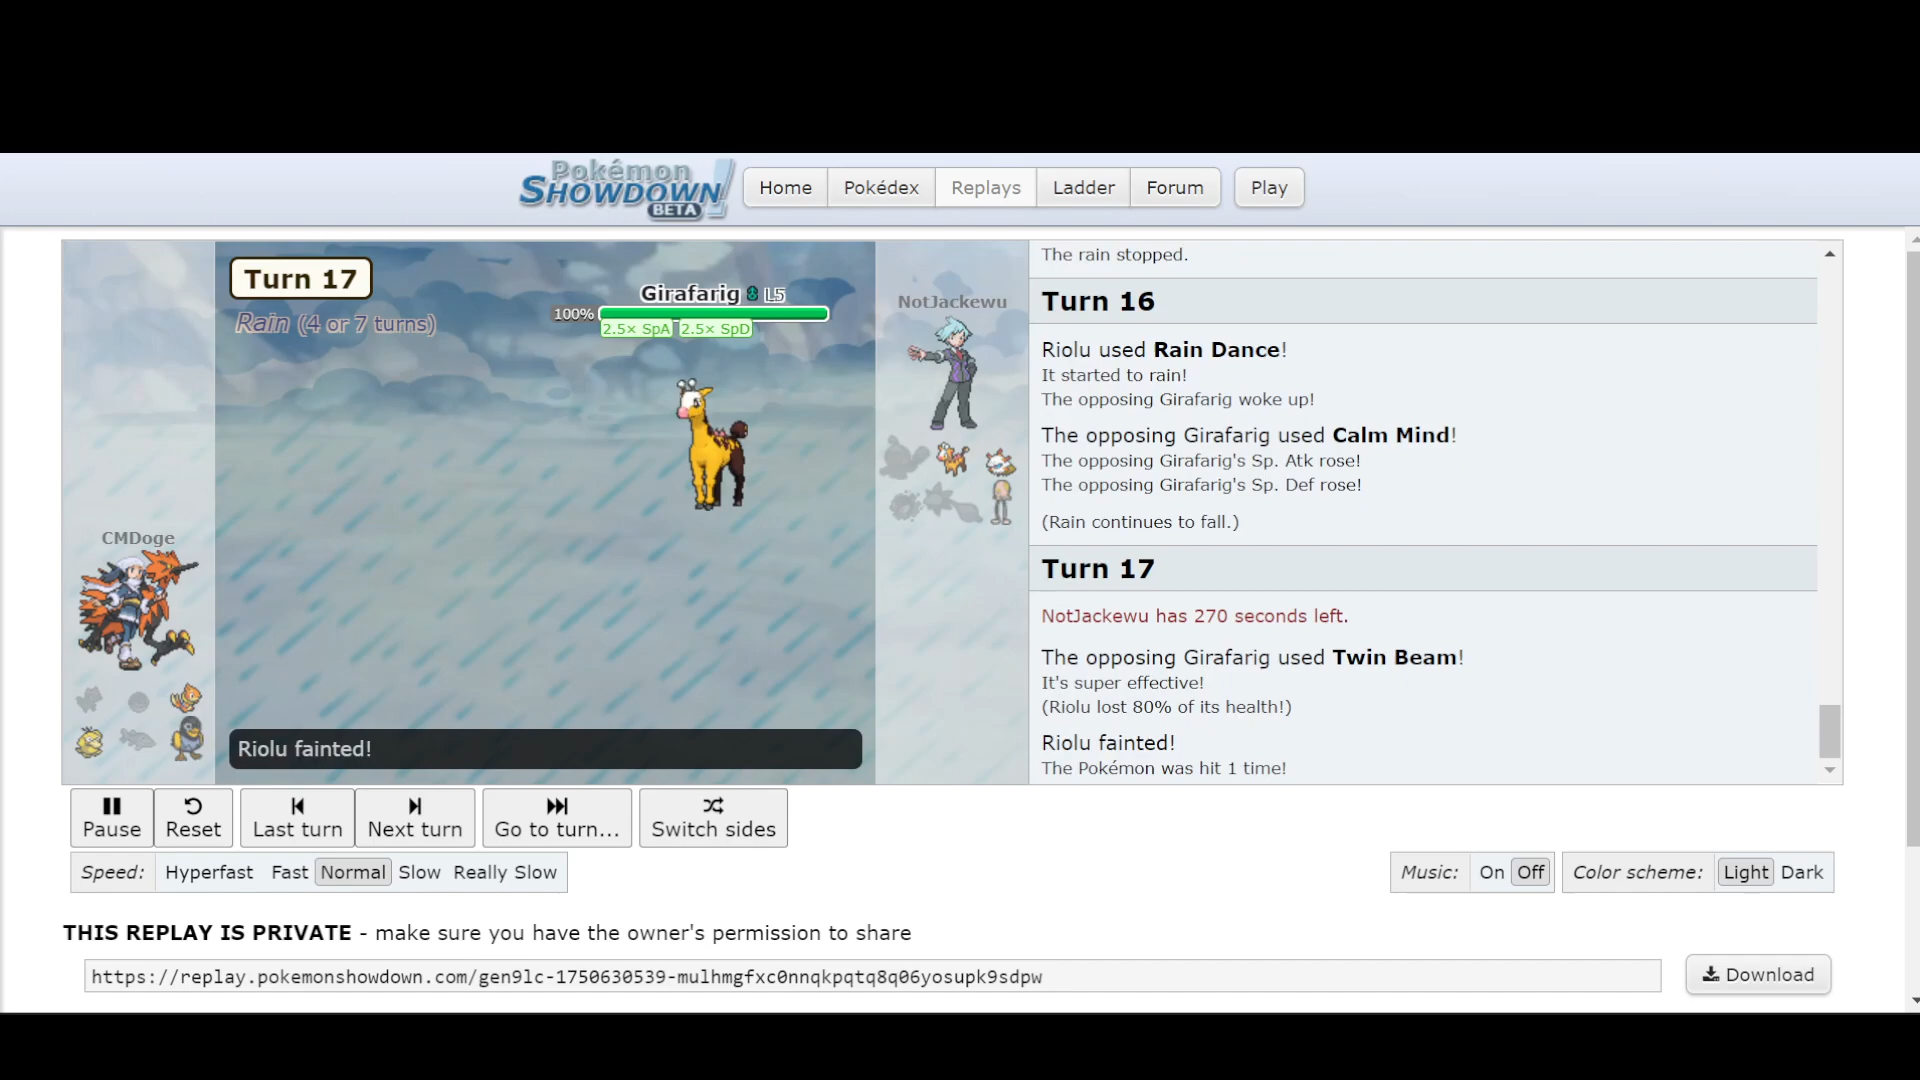 Pokémon
SHOWDOWN!
BETA
Home
Pokédex
Replays
Ladder
Forum
Play
Turn 17
Rain (4 or 7 turns)
Girafarig L5
100%
2.5× SpA 2.5× SpD
NotJackewu
CMDoge
Riolu fainted!
The rain stopped.
Turn 16
Riolu used Rain Dance!
It started to rain!
The opposing Girafarig woke up!
The opposing Girafarig used Calm Mind!
The opposing Girafarig's Sp. Atk rose!
The opposing Girafarig's Sp. Def rose!
(Rain continues to fall.)
Turn 17
NotJackewu has 270 seconds left.
The opposing Girafarig used Twin Beam!
It's super effective!
(Riolu lost 80% of its health!)
Riolu fainted!
The Pokémon was hit 1 time!
Pause
Reset
Last turn
Next turn
Go to turn...
Switch sides
Speed: Hyperfast Fast Normal Slow Really Slow
Music: On Off
Color scheme: Light Dark
THIS REPLAY IS PRIVATE - make sure you have the owner's permission to share
https://replay.pokemonshowdown.com/gen9lc-1750630539-mulhmgfxc0nnqkpqtq8q06yosupk9sdpw
Download